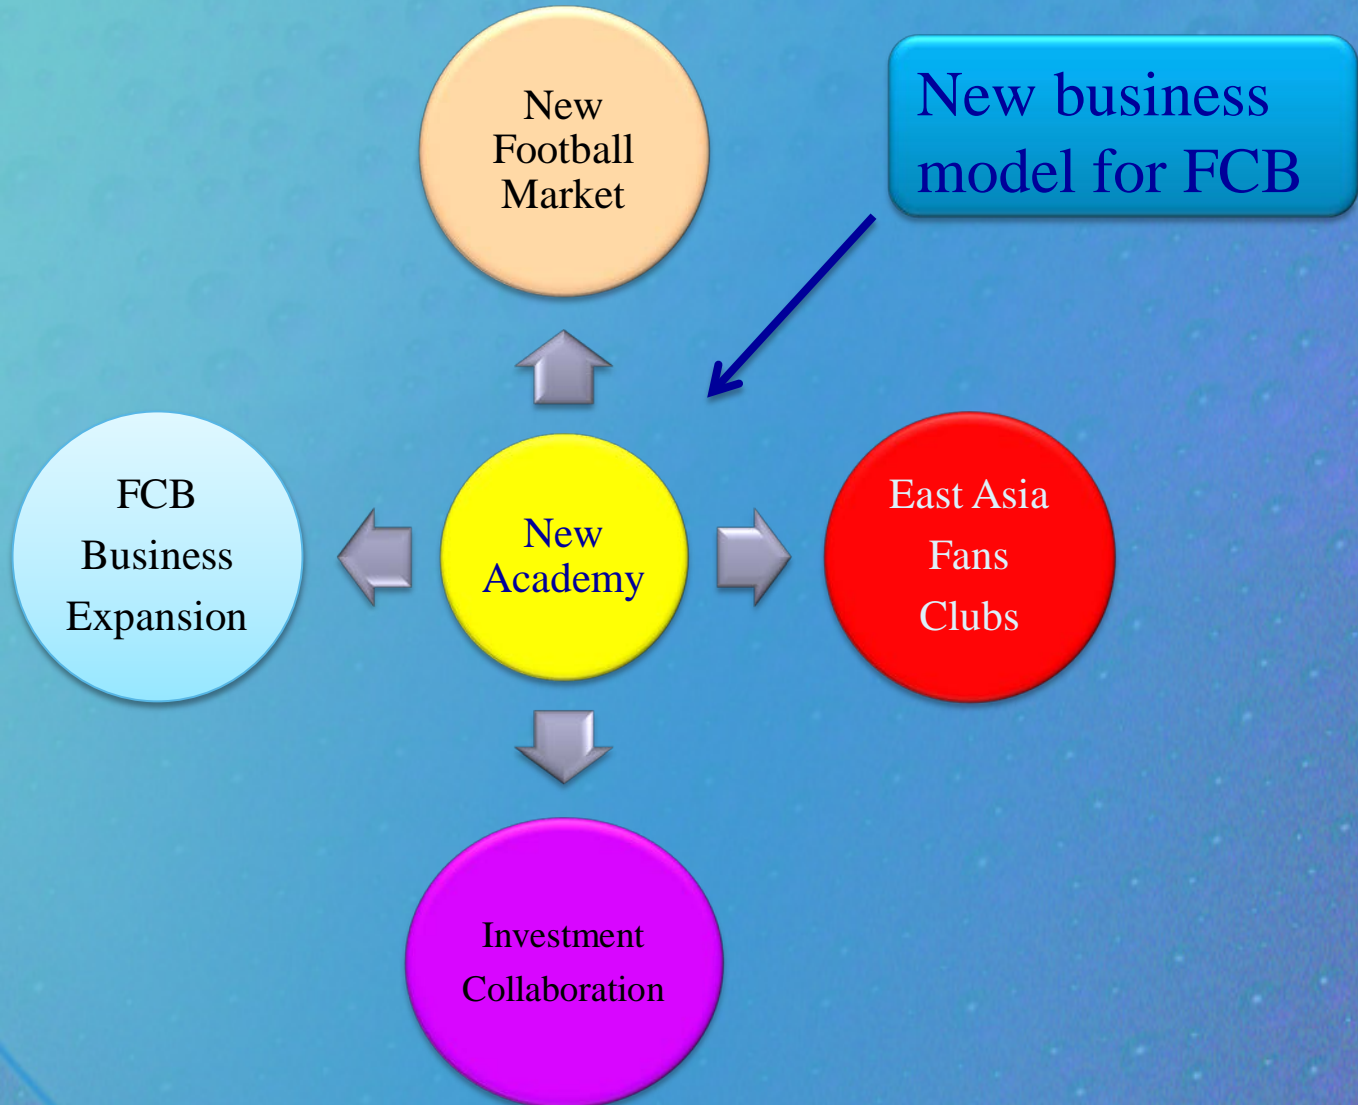 New
Football
Market
New business
model for FCB
FCB
Business
Expansion
New
Academy
East Asia
Fans
Clubs
Investment
Collaboration